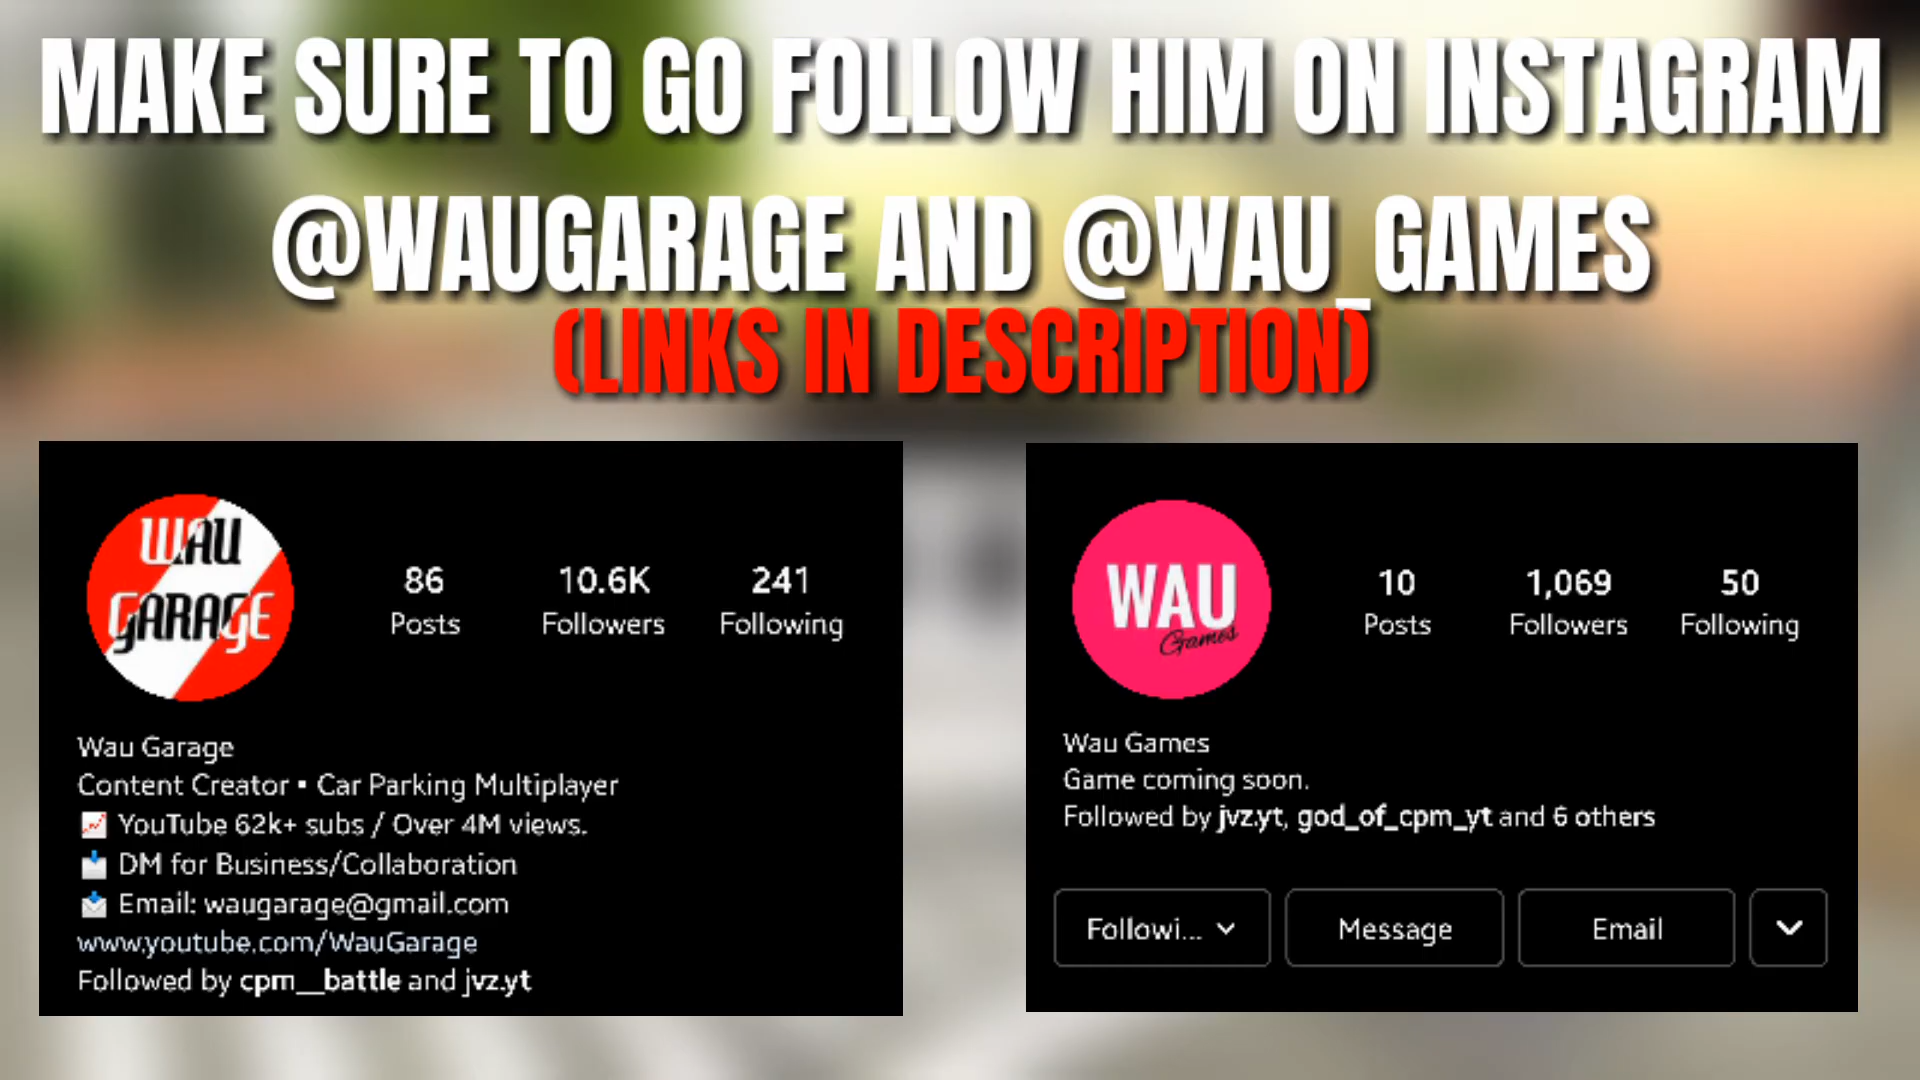 MAKE SURE TO GO FOLLOW HIM ON INSTAGRAM
@WAUGARAGE AND @WAU_GAMES
(LINKS IN DESCRIPTION)
WAU
GARAGE
86
Posts
10.6K
Followers
241
Following
Wau Garage
Content Creator ▪ Car Parking Multiplayer
📈 YouTube 62k+ subs / Over 4M views.
📩 DM for Business/Collaboration
📩 Email: waugarage@gmail.com
www.youtube.com/WauGarage
Followed by cpm__battle and jvz.yt
WAU
Games
10
Posts
1,069
Followers
50
Following
Wau Games
Game coming soon.
Followed by jvz.yt, god_of_cpm_yt and 6 others
Followi...
Message
Email